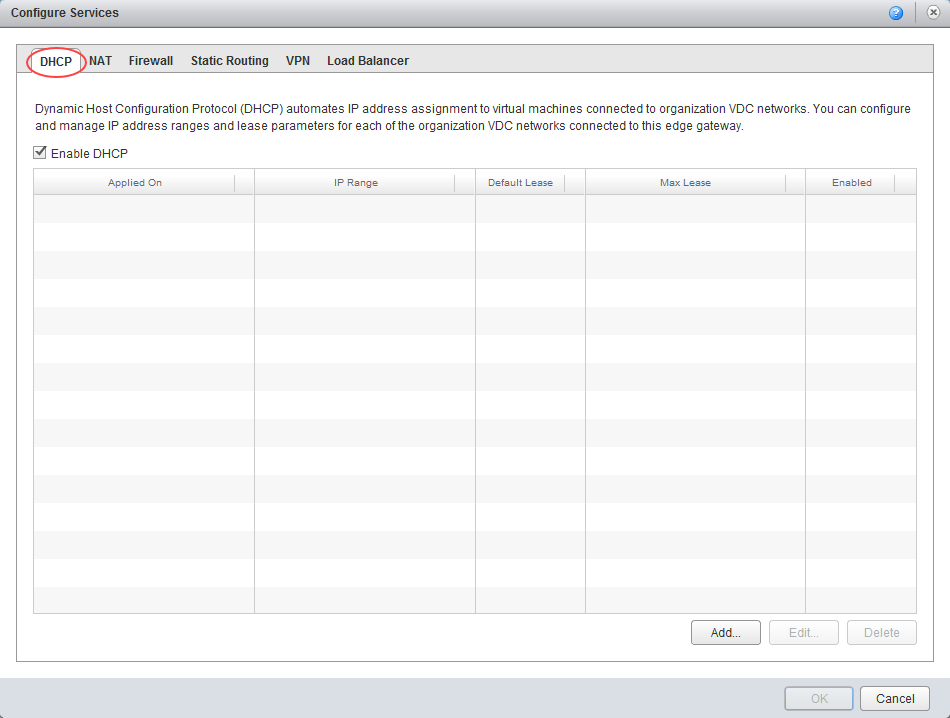 Configure Services
DHCP NAT Firewall Static Routing VPN Load Balancer
Dynamic Host Configuration Protocol (DHCP) automates IP address assignment to virtual machines connected to organization VDC networks. You can configure
and manage IP address ranges and lease parameters for each of the organization VDC networks connected to this edge gateway.
Enable DHCP
Applied On IP Range Default Lease Max Lease Enabled
Add... Edit... Delete
OK Cancel